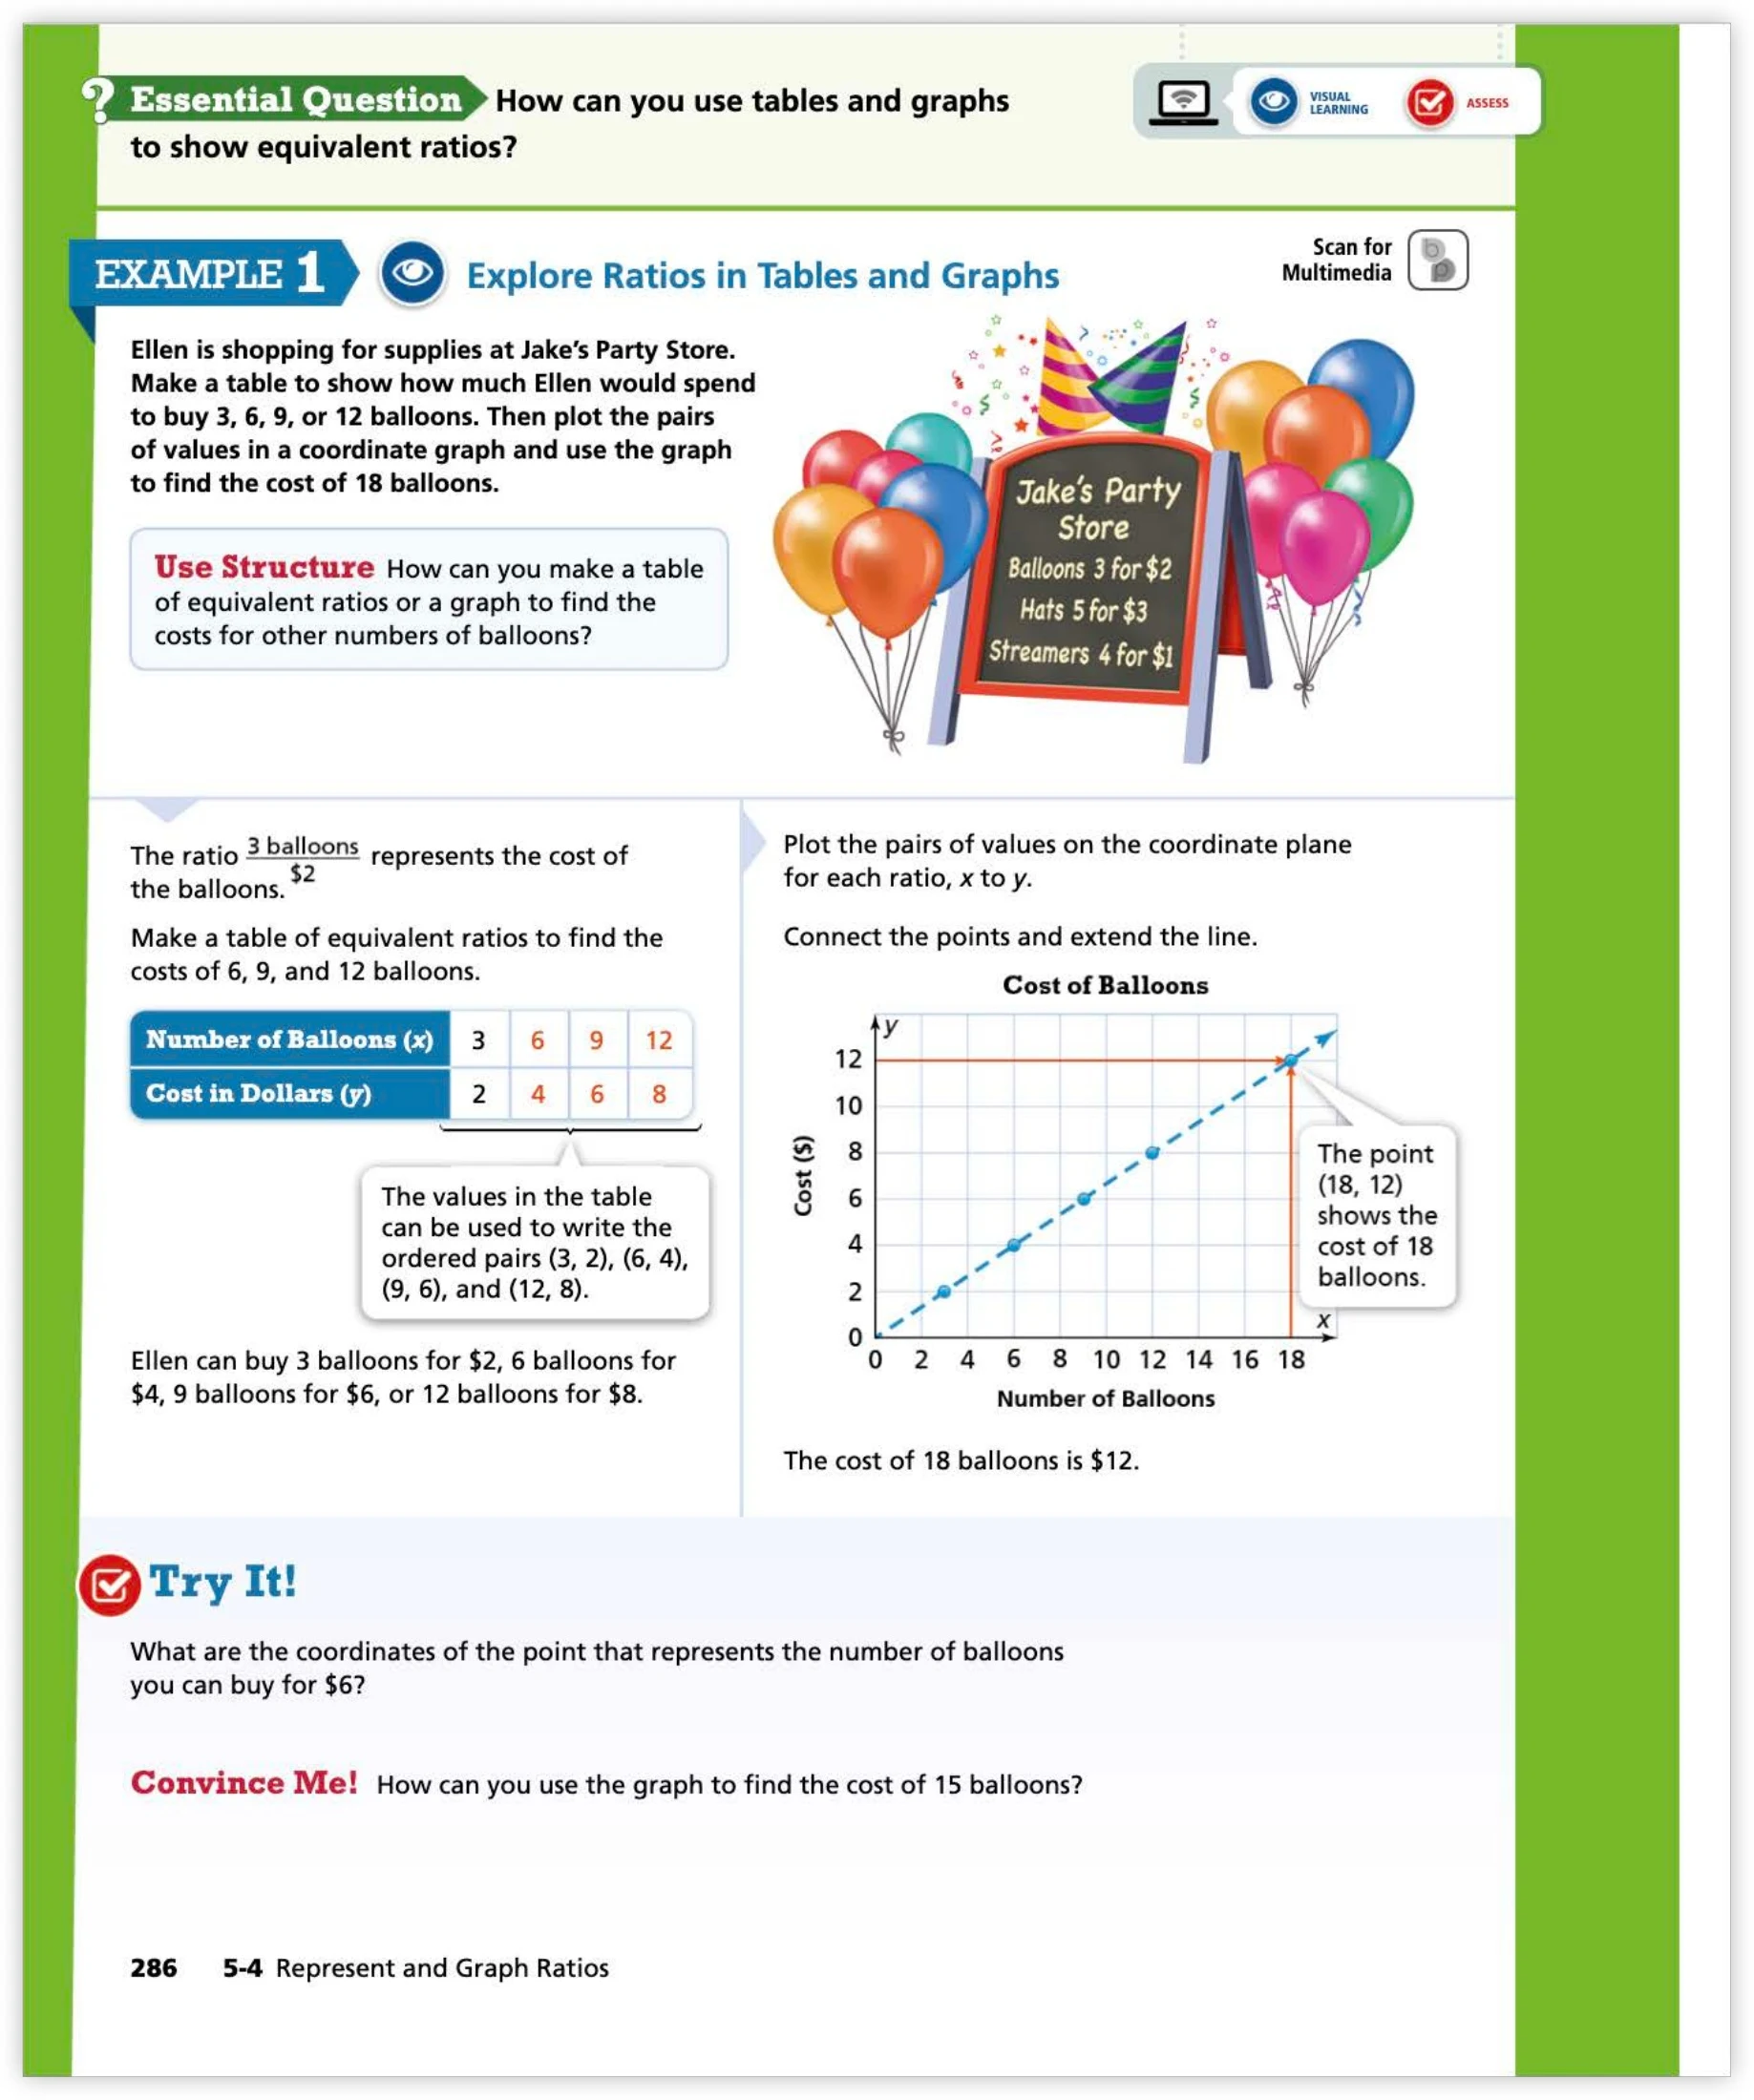 ? Essential Question How can you use tables and graphs
to show equivalent ratios?
VISUAL
LEARNING
ASSESS
EXAMPLE 1 Explore Ratios in Tables and Graphs
Scan for
Multimedia
Ellen is shopping for supplies at Jake's Party Store.
Make a table to show how much Ellen would spend
to buy 3, 6, 9, or 12 balloons. Then plot the pairs
of values in a coordinate graph and use the graph
to find the cost of 18 balloons.
Use Structure How can you make a table
of equivalent ratios or a graph to find the
costs for other numbers of balloons?
Jake's Party
Store
Balloons 3 for $2
Hats 5 for $3
Streamers 4 for $1
The ratio 3 balloons/$2 represents the cost of
the balloons.
Make a table of equivalent ratios to find the
costs of 6, 9, and 12 balloons.
Number of Balloons (x) 3 6 9 12
Cost in Dollars (y) 2 4 6 8
The values in the table
can be used to write the
ordered pairs (3, 2), (6, 4),
(9, 6), and (12, 8).
Ellen can buy 3 balloons for $2, 6 balloons for
$4, 9 balloons for $6, or 12 balloons for $8.
Plot the pairs of values on the coordinate plane
for each ratio, x to y.
Connect the points and extend the line.
Cost of Balloons
y
12
10
8
6
4
2
0
Cost ($)
The point
(18, 12)
shows the
cost of 18
balloons.
x
0 2 4 6 8 10 12 14 16 18
Number of Balloons
The cost of 18 balloons is $12.
Try It!
What are the coordinates of the point that represents the number of balloons
you can buy for $6?
Convince Me! How can you use the graph to find the cost of 15 balloons?
286 5-4 Represent and Graph Ratios